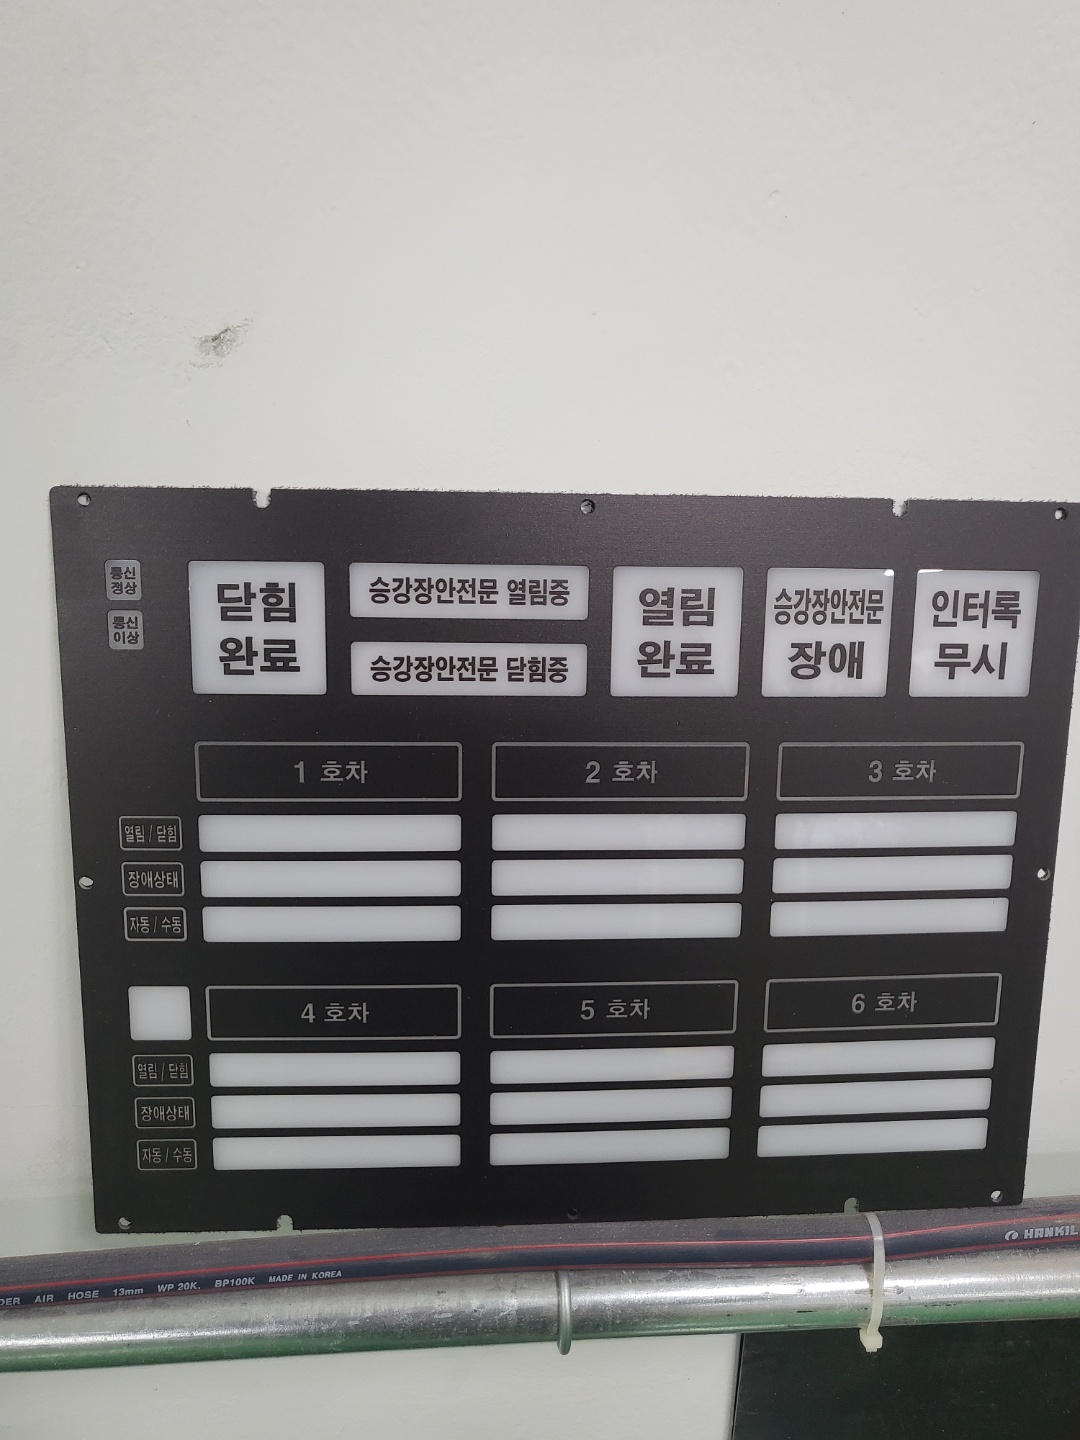 통신
정상
통신
이상
닫힘
완료
승강장안전문 열림중
승강장안전문 닫힘중
열림
완료
승강장안전문
장애
인터록
무시
1 호차
2 호차
3 호차
열림 / 닫힘
장애상태
자동 / 수동
4 호차
5 호차
6 호차
열림 / 닫힘
장애상태
자동 / 수동
HANKIL
AIR HOSE 13mm WP 20K. BP100K MADE IN KOREA